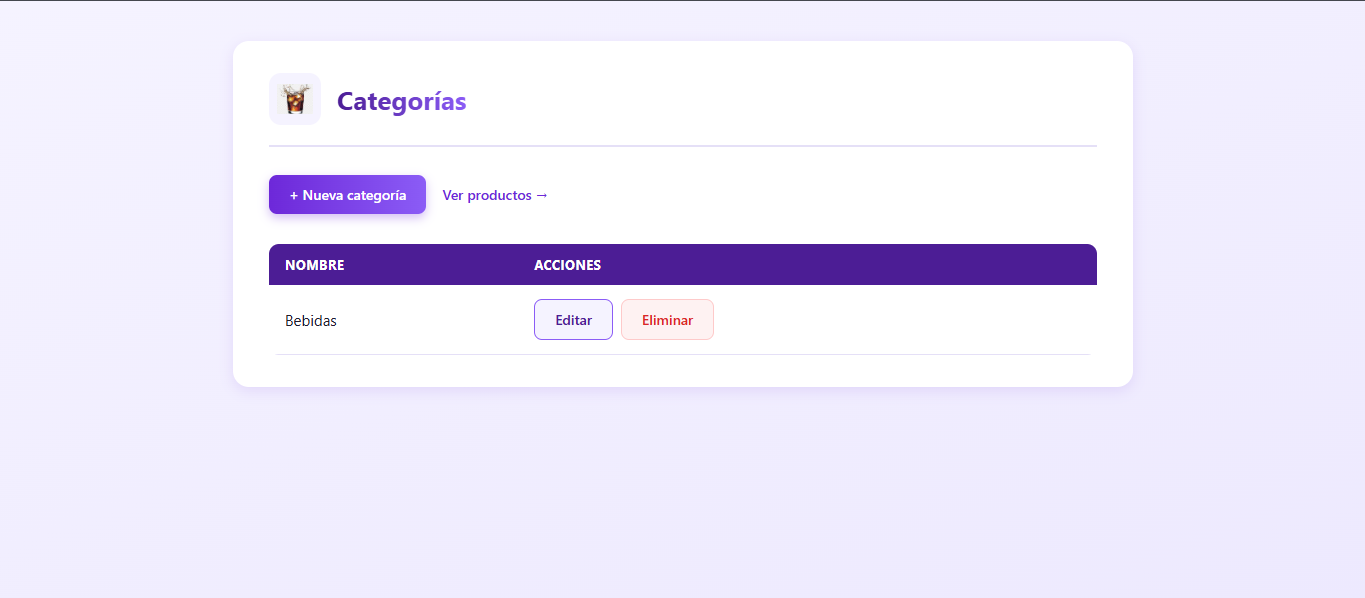 Categorías
+ Nueva categoría Ver productos →
NOMBRE ACCIONES
Bebidas Editar Eliminar